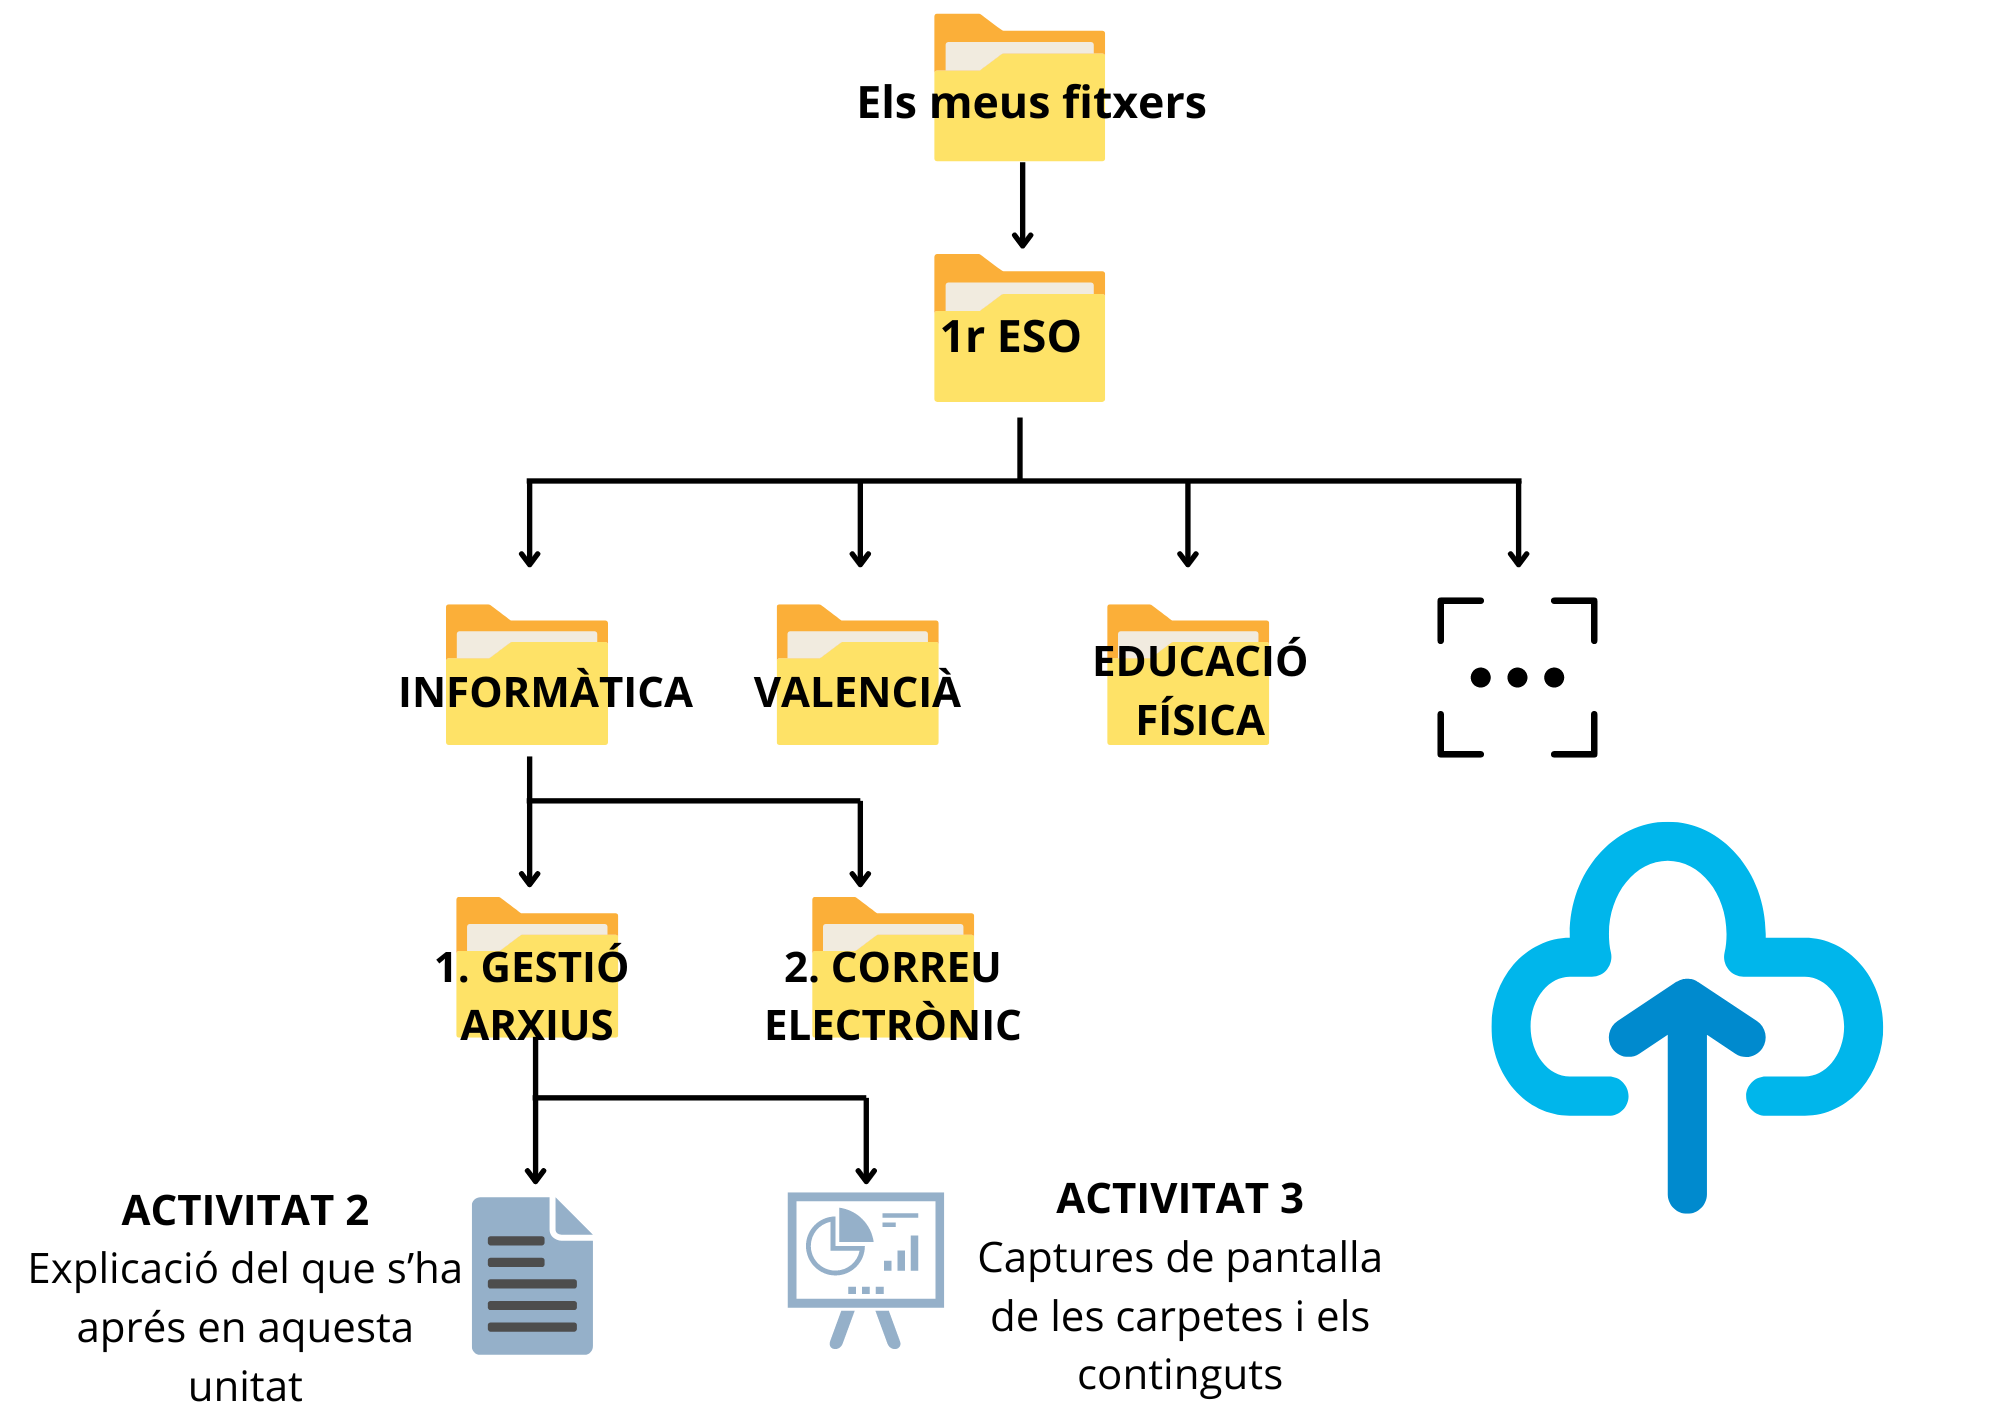 Els meus fitxers
1r ESO
INFORMÀTICA
VALENCIÀ
EDUCACIÓ
FÍSICA
1. GESTIÓ
ARXIUS
2. CORREU
ELECTRÒNIC
ACTIVITAT 2
Explicació del que s’ha
aprés en aquesta
unitat
ACTIVITAT 3
Captures de pantalla
de les carpetes i els
continguts